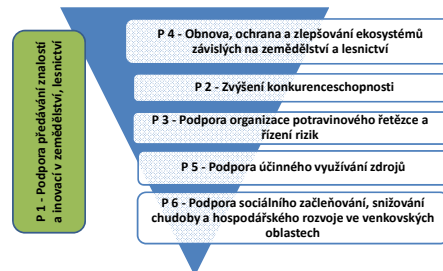 P 1 - Podpora předávání znalostí
a inovací v zemědělství, lesnictví
P 4 - Obnova, ochrana a zlepšování ekosystémů
závislých na zemědělství a lesnictví
P 2 - Zvýšení konkurenceschopnosti
P 3 - Podpora organizace potravinového řetězce a
řízení rizik
P 5 - Podpora účinného využívání zdrojů
P 6 - Podpora sociálního začleňování, snižování
chudoby a hospodářského rozvoje ve venkovských
oblastech